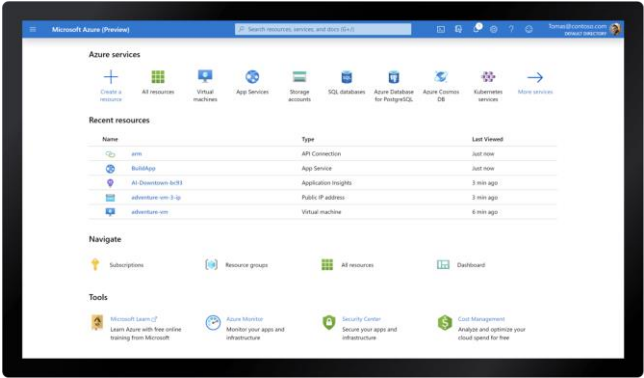 Microsoft Azure (Preview)
Search resources, services, and docs (G+/)
Tomas@contoso.com
DEFAULT DIRECTORY
Azure services
Create a resource
All resources
Virtual machines
App Services
Storage accounts
SQL databases
Azure Database for PostgreSQL
Azure Cosmos DB
Kubernetes services
More services
Recent resources
Name Type Last Viewed
arm API Connection Just now
BuildApp App Service Just now
AI-Downtown-bc93 Application Insights 3 min ago
adventure-vm-3-ip Public IP address 3 min ago
adventure-vm Virtual machine 6 min ago
Navigate
Subscriptions Resource groups All resources Dashboard
Tools
Microsoft Learn
Learn Azure with free online
training from Microsoft
Azure Monitor
Monitor your apps and
infrastructure
Security Center
Secure your apps and
infrastructure
Cost Management
Analyze and optimize your
cloud spend for free